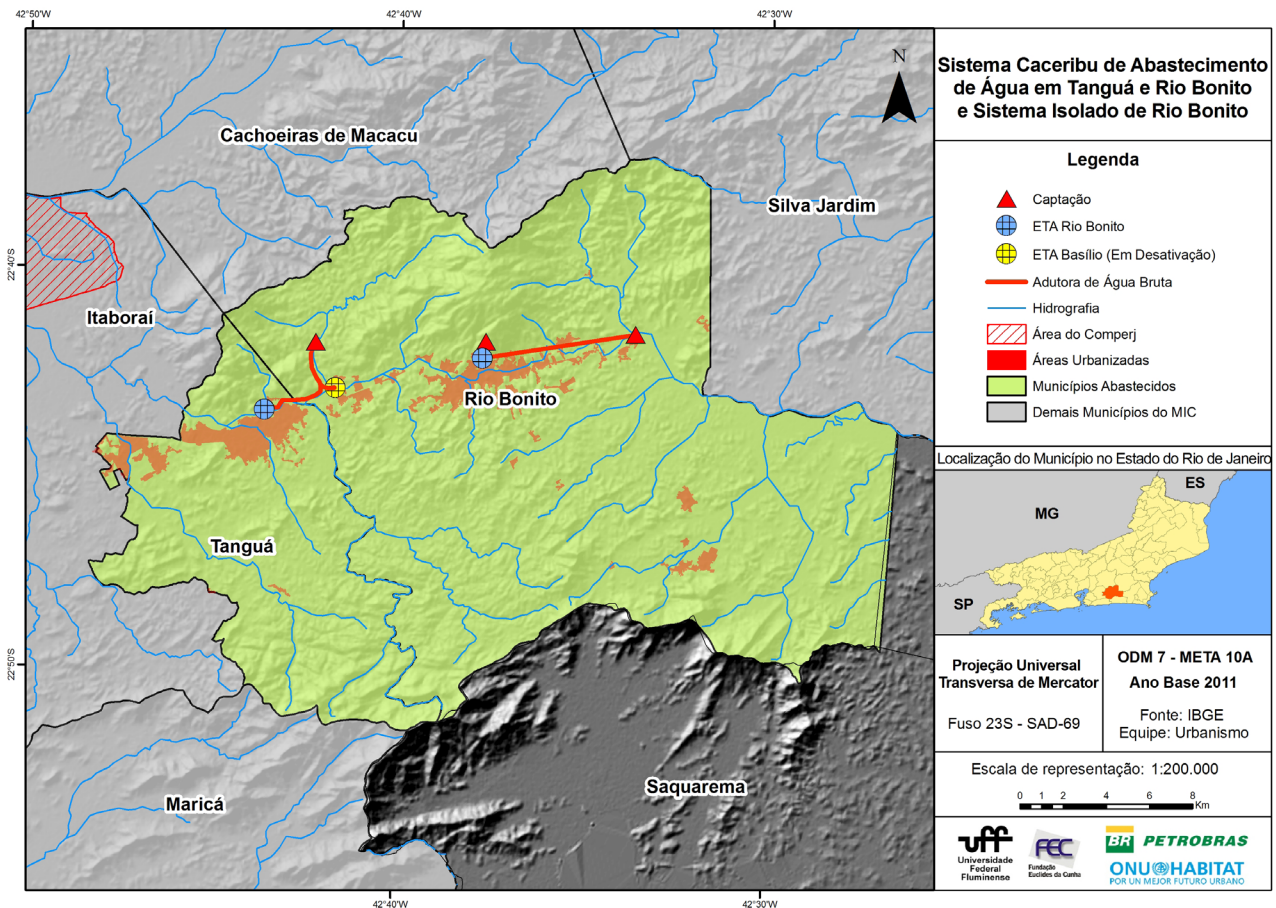 42°50'W
42°40'W
42°30'W
22°40'S
22°50'S
42°40'W
42°30'W
Cachoeiras de Macacu
Silva Jardim
Itaboraí
Rio Bonito
Tanguá
Maricá
Saquarema
N
Sistema Caceribu de Abastecimento
de Água em Tanguá e Rio Bonito
e Sistema Isolado de Rio Bonito
Legenda
Captação
ETA Rio Bonito
ETA Basílio (Em Desativação)
Adutora de Água Bruta
Hidrografia
Área do Comperj
Áreas Urbanizadas
Municípios Abastecidos
Demais Municípios do MIC
Localização do Município no Estado do Rio de Janeiro
ES
MG
SP
Projeção Universal
Transversa de Mercator
Fuso 23S - SAD-69
ODM 7 - META 10A
Ano Base 2011
Fonte: IBGE
Equipe: Urbanismo
Escala de representação: 1:200.000
0 1 2 4 6 8
Km
uff
Universidade
Federal
Fluminense
FEC
Fundação
Euclides da Cunha
BR PETROBRAS
ONU HABITAT
POR UN MEJOR FUTURO URBANO